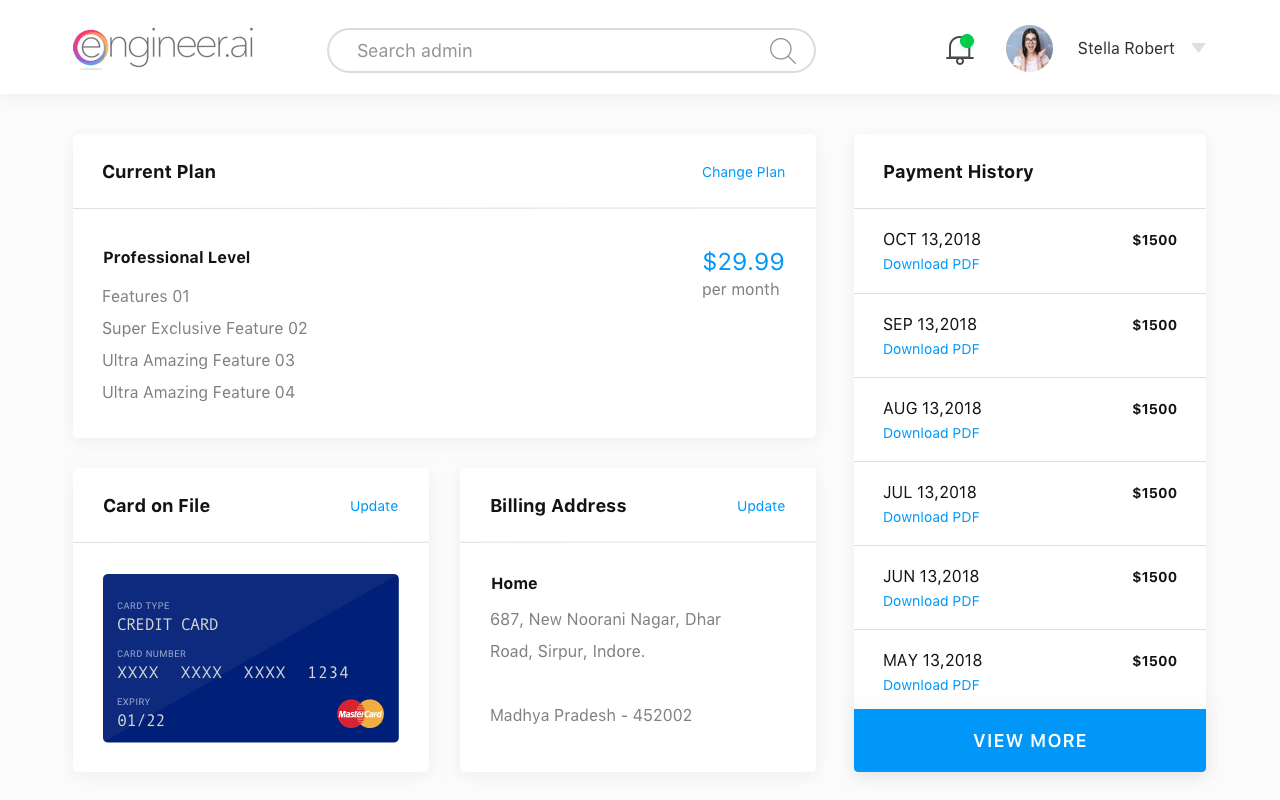 engineer.ai
Search admin
Stella Robert
Current Plan
Change Plan
Professional Level
$29.99
per month
Features 01
Super Exclusive Feature 02
Ultra Amazing Feature 03
Ultra Amazing Feature 04
Card on File
Update
CARD TYPE
CREDIT CARD
CARD NUMBER
XXXX XXXX XXXX 1234
EXPIRY
01/22
MasterCard
Billing Address
Update
Home
687, New Noorani Nagar, Dhar
Road, Sirpur, Indore.
Madhya Pradesh - 452002
Payment History
OCT 13,2018 $1500
Download PDF
SEP 13,2018 $1500
Download PDF
AUG 13,2018 $1500
Download PDF
JUL 13,2018 $1500
Download PDF
JUN 13,2018 $1500
Download PDF
MAY 13,2018 $1500
Download PDF
VIEW MORE